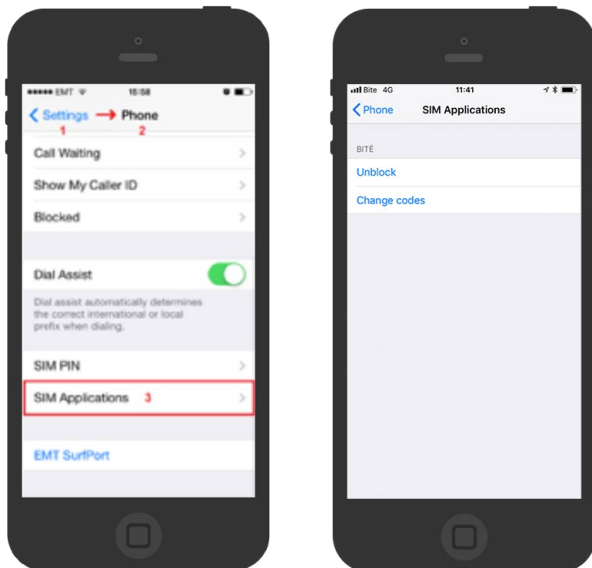 EMT 15:58
Settings → Phone
1 2
Call Waiting
Show My Caller ID
Blocked
Dial Assist
Dial assist automatically determines
the correct international or local
prefix when dialing.
SIM PIN
SIM Applications 3
EMT SurfPort
Bite 4G 11:41
Phone SIM Applications
BITĖ
Unblock
Change codes